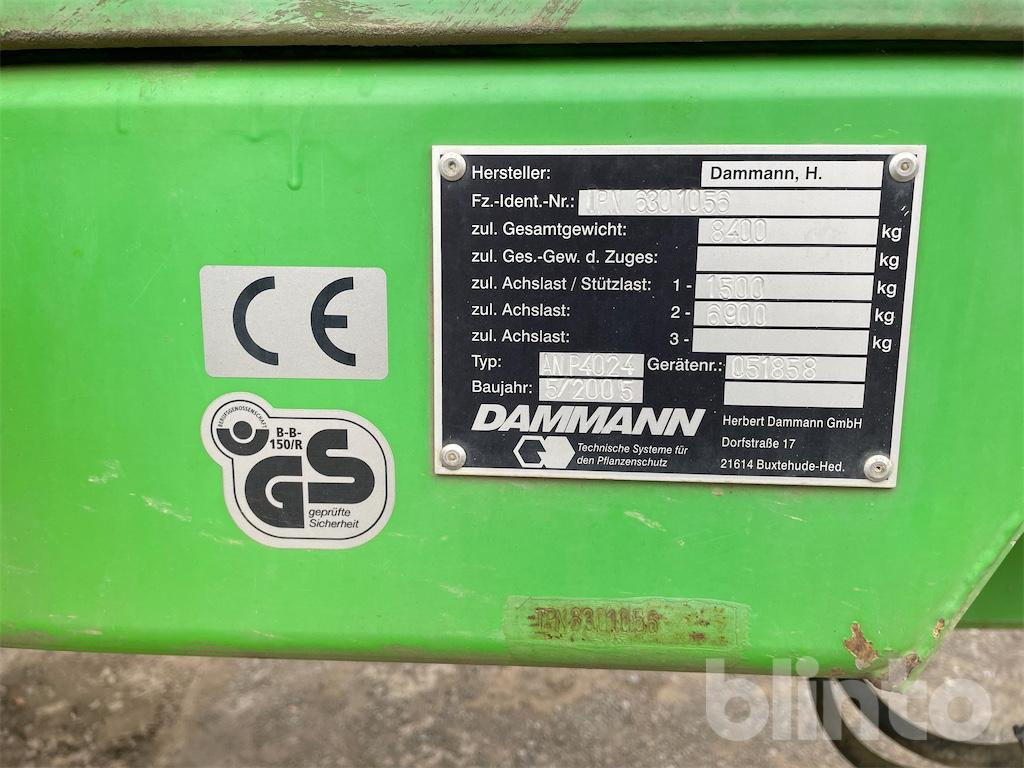 Hersteller: Dammann, H.
Fz.-Ident.-Nr.: 6301056
zul. Gesamtgewicht: 8400 kg
zul. Ges.-Gew. d. Zuges: kg
zul. Achslast / Stützlast: 1 - 1500 kg
zul. Achslast: 2 - 6900 kg
zul. Achslast: 3 - kg
Typ: ANP4024 Gerätenr.: 051858
Baujahr: 5/2005
DAMMANN
Technische Systeme für
den Pflanzenschutz
Herbert Dammann GmbH
Dorfstraße 17
21614 Buxtehude-Hed.
CE
BERUFSGENOSSENSCHAFT
B-B-
150/R
GS
geprüfte
Sicherheit
6301056
blinto